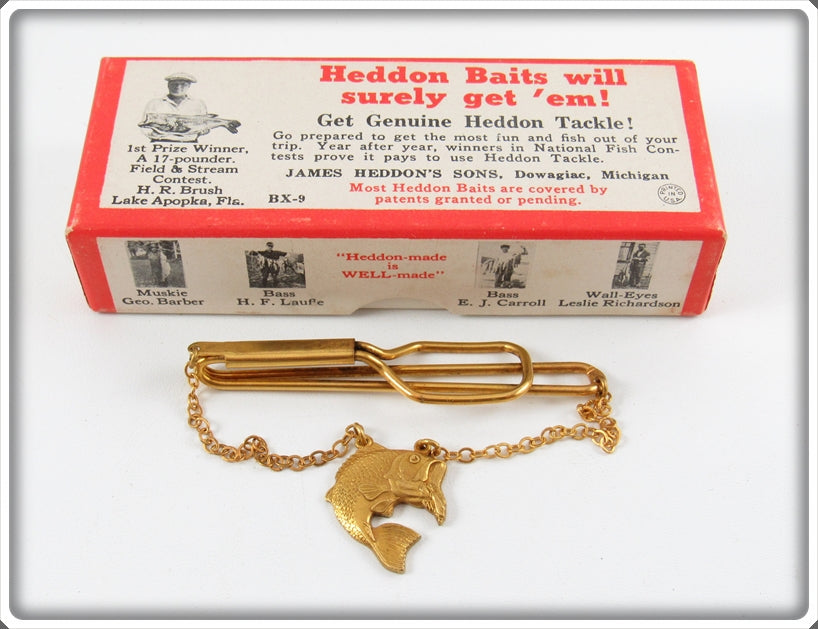 Heddon Baits will
surely get 'em!
Get Genuine Heddon Tackle!
Go prepared to get the most fun and fish out of your
trip. Year after year, winners in National Fish Con-
tests prove it pays to use Heddon Tackle.
JAMES HEDDON'S SONS, Dowagiac, Michigan
Most Heddon Baits are covered by
patents granted or pending.
1st Prize Winner,
A 17-pounder.
Field & Stream
Contest.
H. R. Brush
Lake Apopka, Fla.
BX-9
PRINTED
IN
USA
Muskie
Geo. Barber
Bass
H. F. Laufle
"Heddon-made
is
WELL-made"
Bass
E. J. Carroll
Wall-Eyes
Leslie Richardson